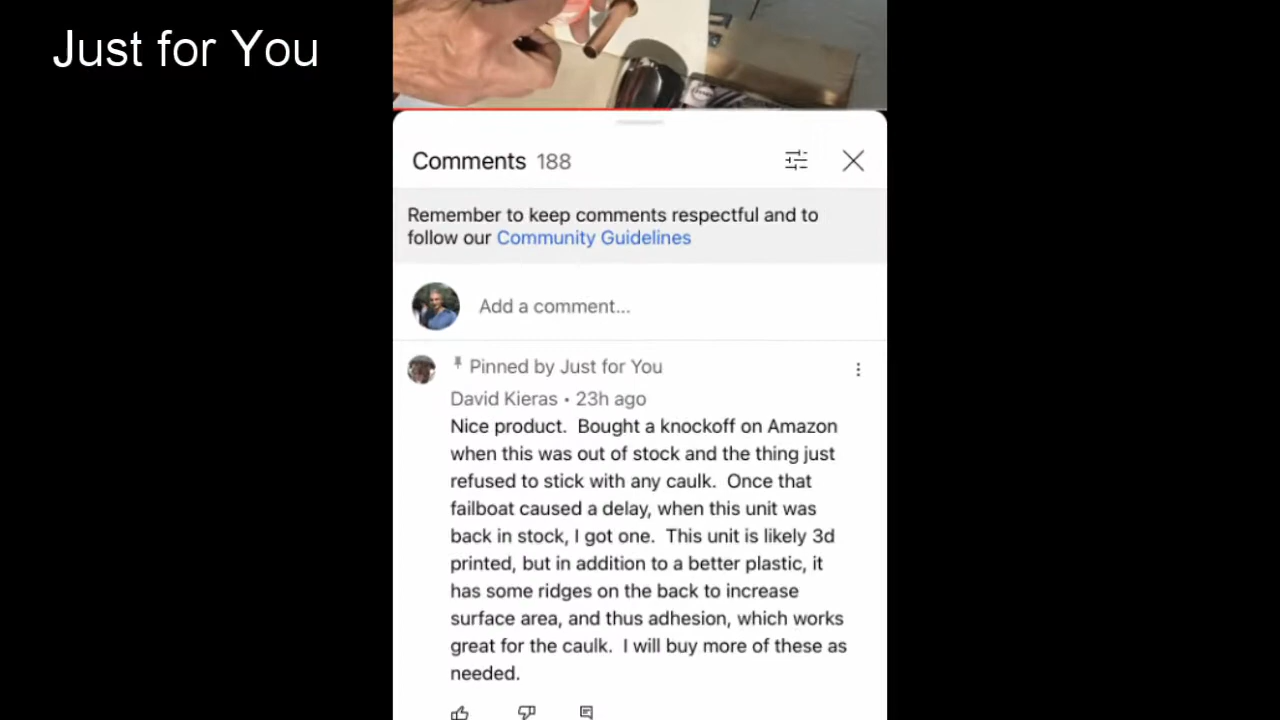 Just for You
Comments 188
Remember to keep comments respectful and to
follow our Community Guidelines
Add a comment...
Pinned by Just for You
David Kieras • 23h ago
Nice product.  Bought a knockoff on Amazon
when this was out of stock and the thing just
refused to stick with any caulk.  Once that
failboat caused a delay, when this unit was
back in stock, I got one.  This unit is likely 3d
printed, but in addition to a better plastic, it
has some ridges on the back to increase
surface area, and thus adhesion, which works
great for the caulk.  I will buy more of these as
needed.